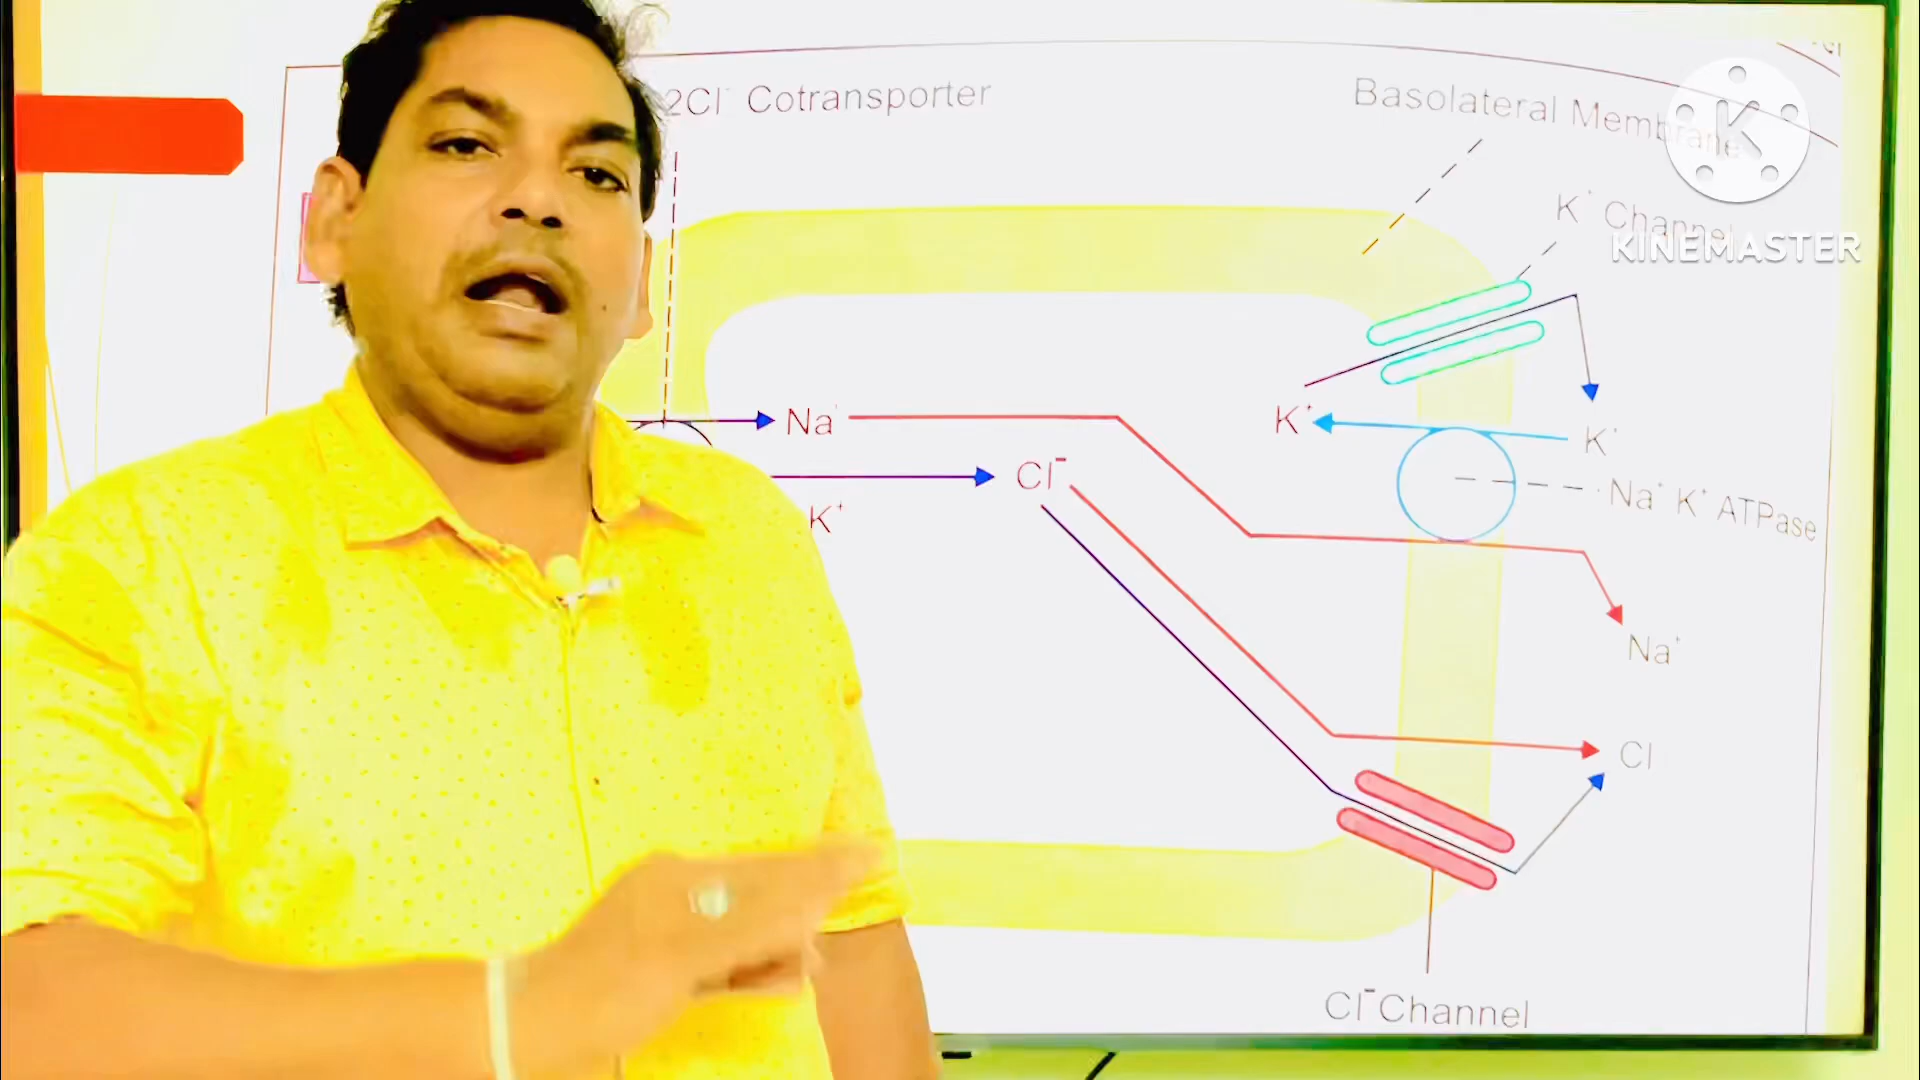 2Cl⁻ Cotransporter
Basolateral Membrane
K⁺ Channel
KINEMASTER
Na⁺
K⁺
K⁺
Cl⁻
Na⁺ K⁺ ATPase
K⁺
Na⁺
Cl
Cl⁻Channel